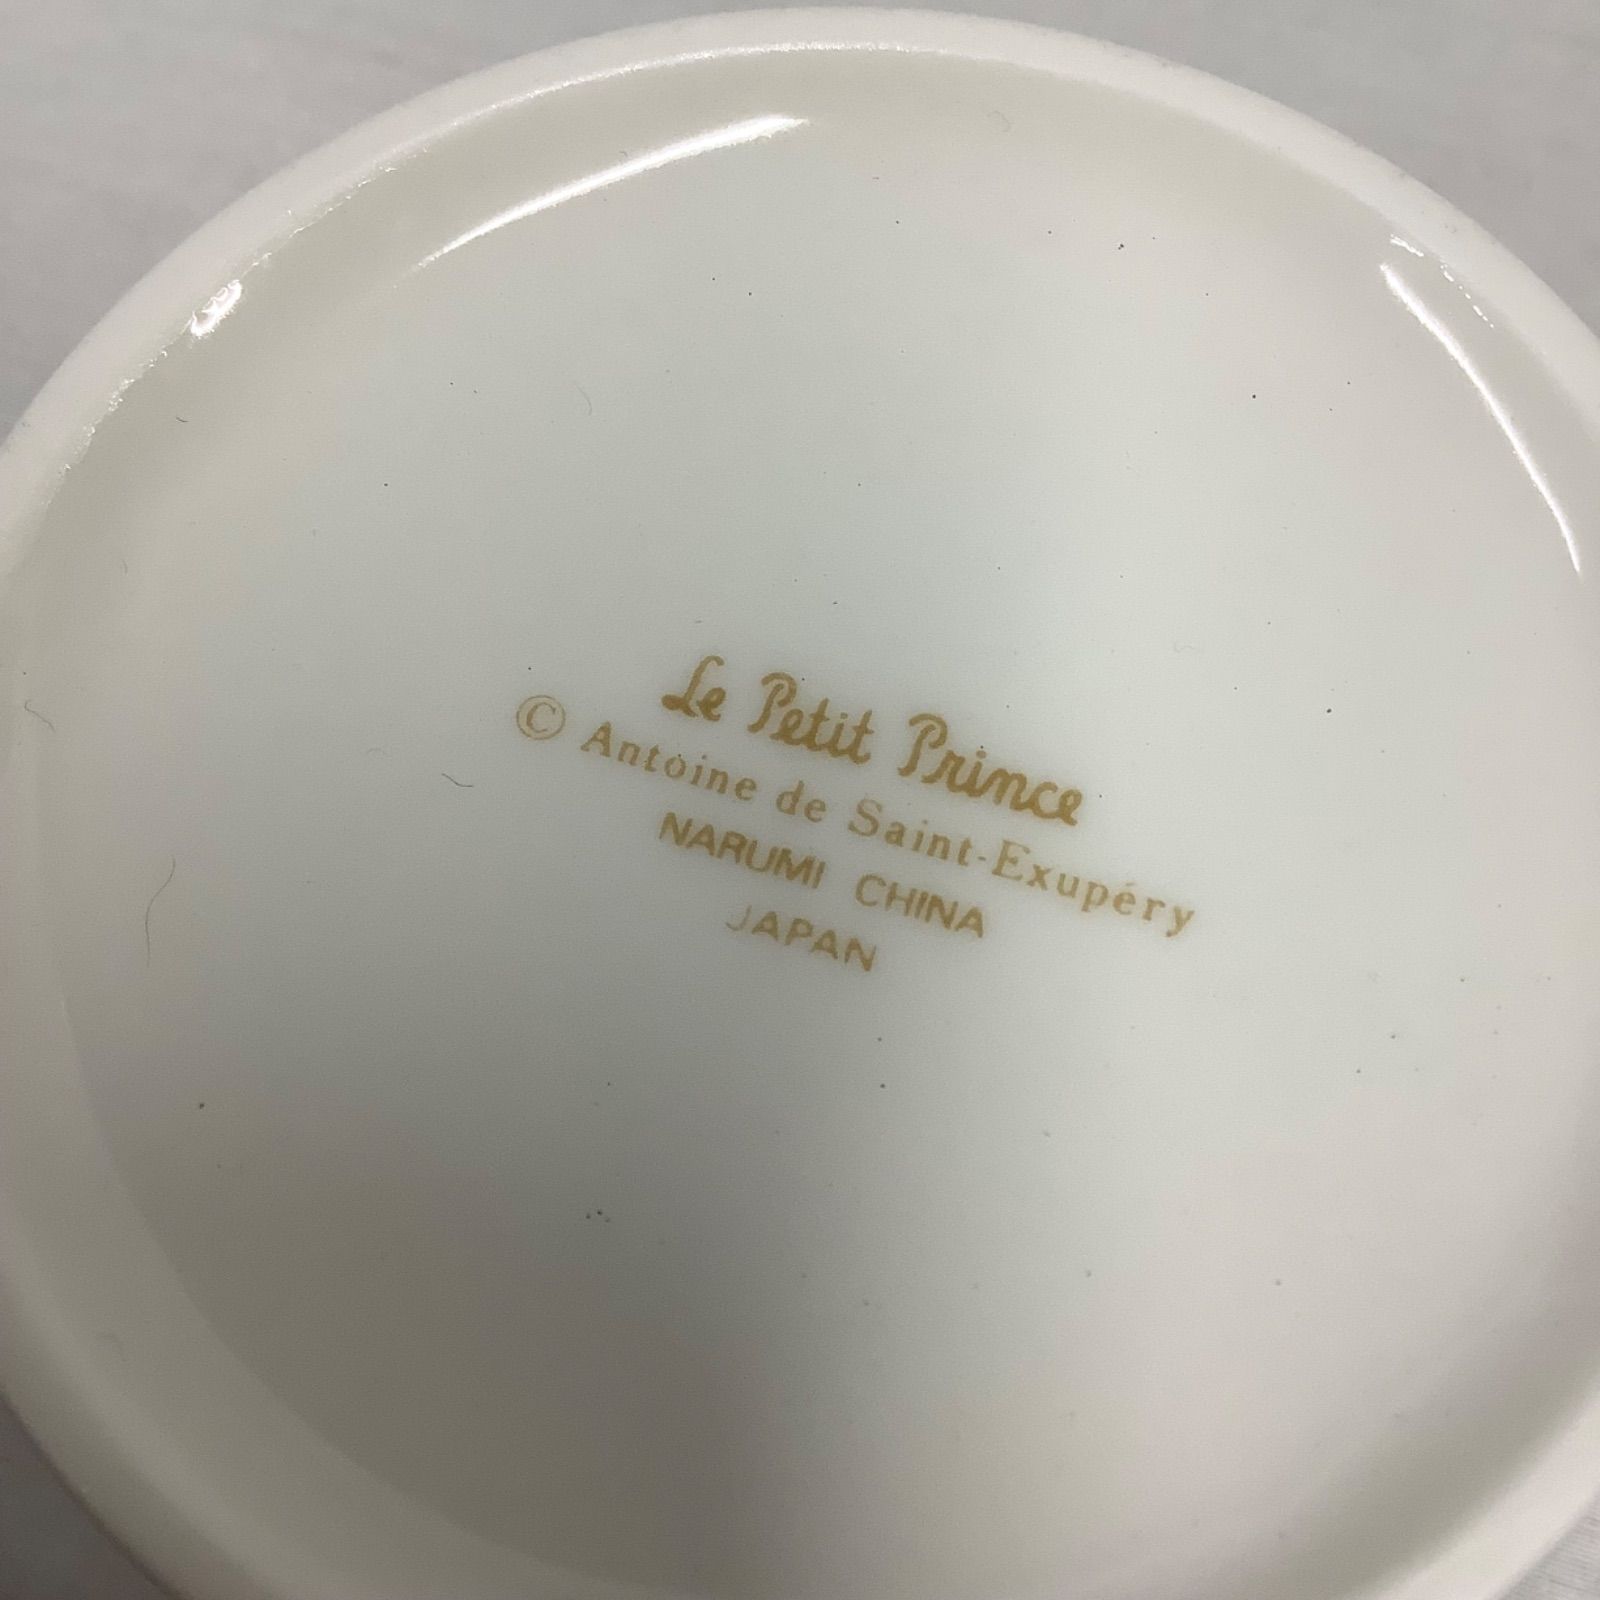 Le Petit Prince
© Antoine de Saint-Exupéry
NARUMI CHINA
JAPAN